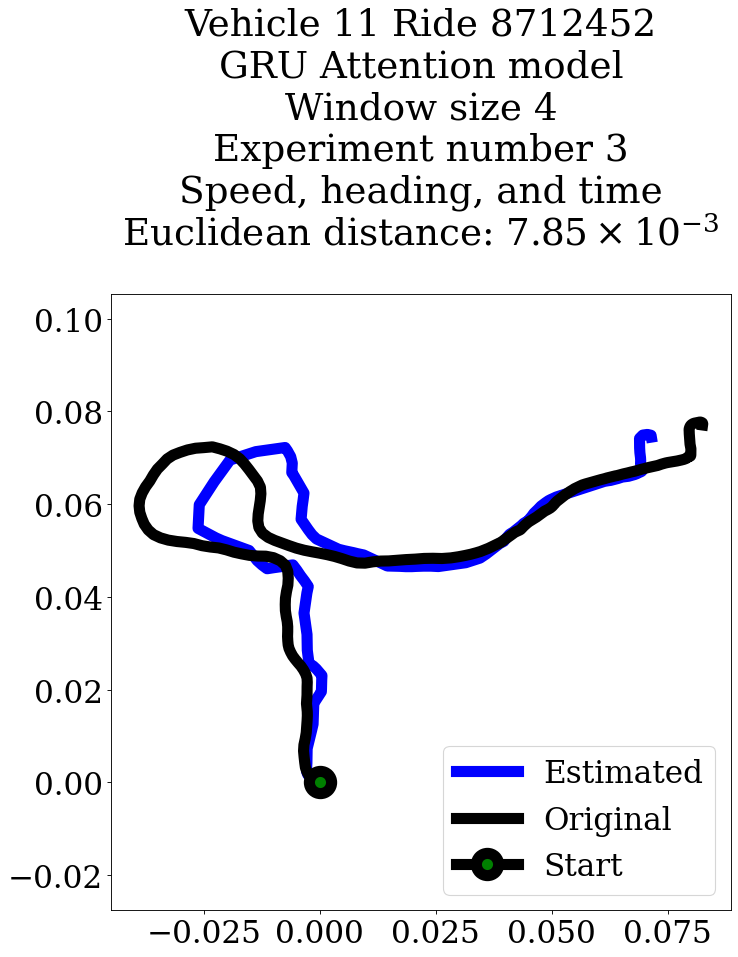 Vehicle 11 Ride 8712452
GRU Attention model
Window size 4
Experiment number 3
Speed, heading, and time
Euclidean distance: 7.85 × 10⁻³
0.10
0.08
0.06
0.04
0.02
0.00
−0.02
Estimated
Original
Start
−0.025 0.000 0.025 0.050 0.075